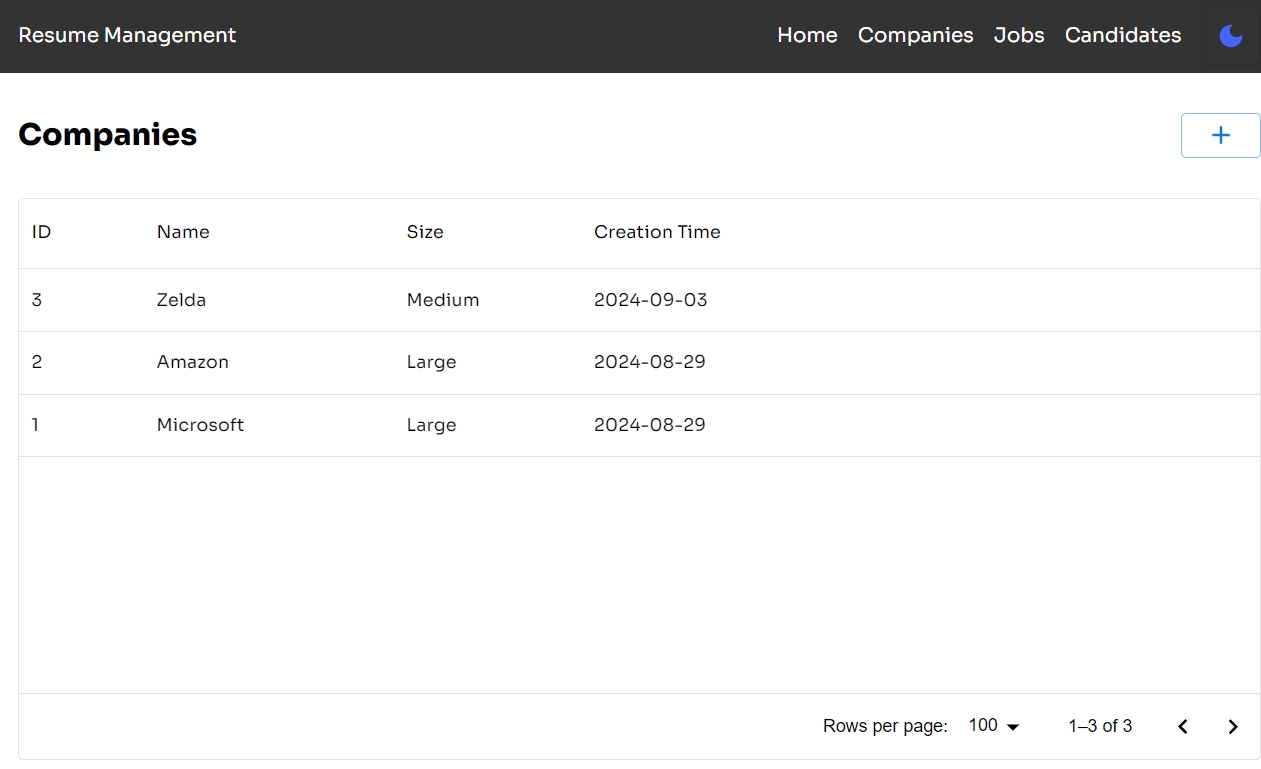 Resume Management Home Companies Jobs Candidates
Companies +
ID Name Size Creation Time
3 Zelda Medium 2024-09-03
2 Amazon Large 2024-08-29
1 Microsoft Large 2024-08-29
Rows per page: 100 1–3 of 3